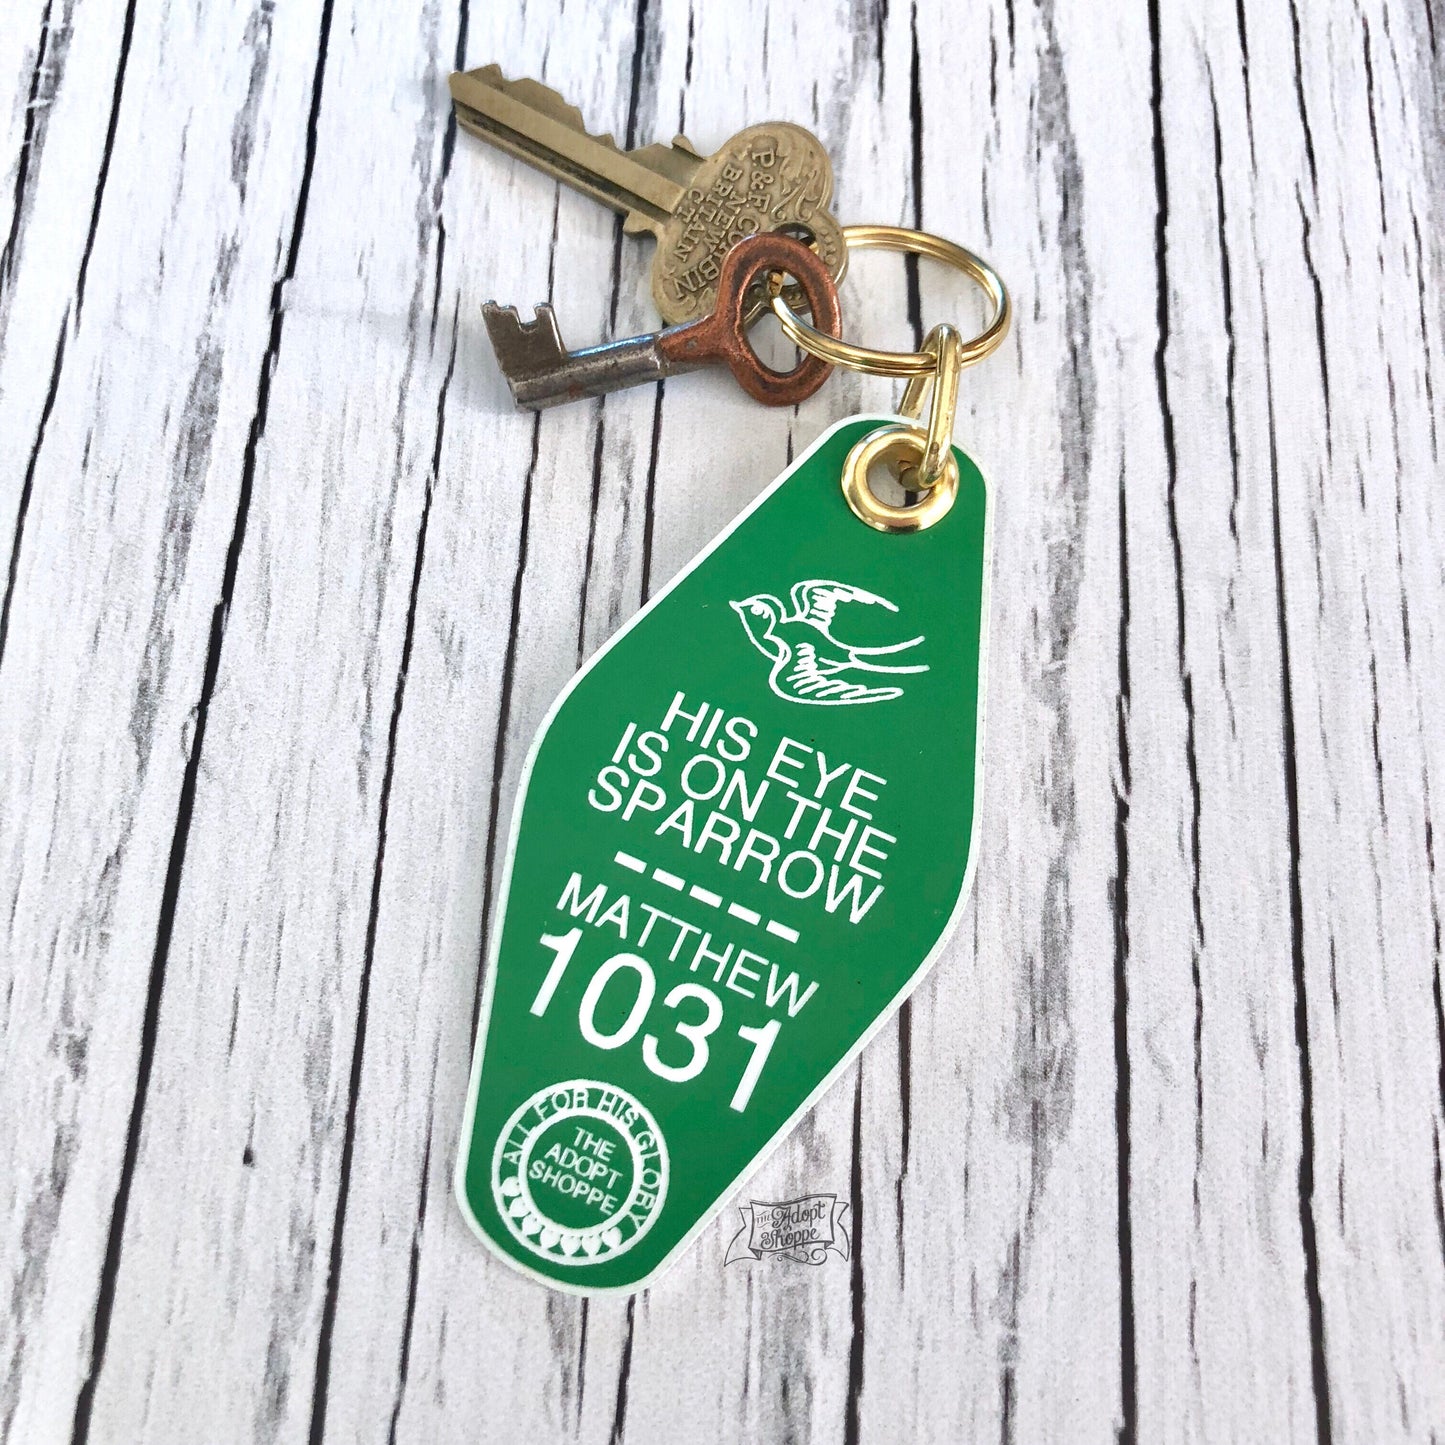 P. & F. CORBIN
NEW
BRITAIN
CT.
HIS EYE
IS ON THE
SPARROW
MATTHEW
1031
ALL FOR HIS GLORY
THE
ADOPT
SHOPPE
THE Adopt
Shoppe